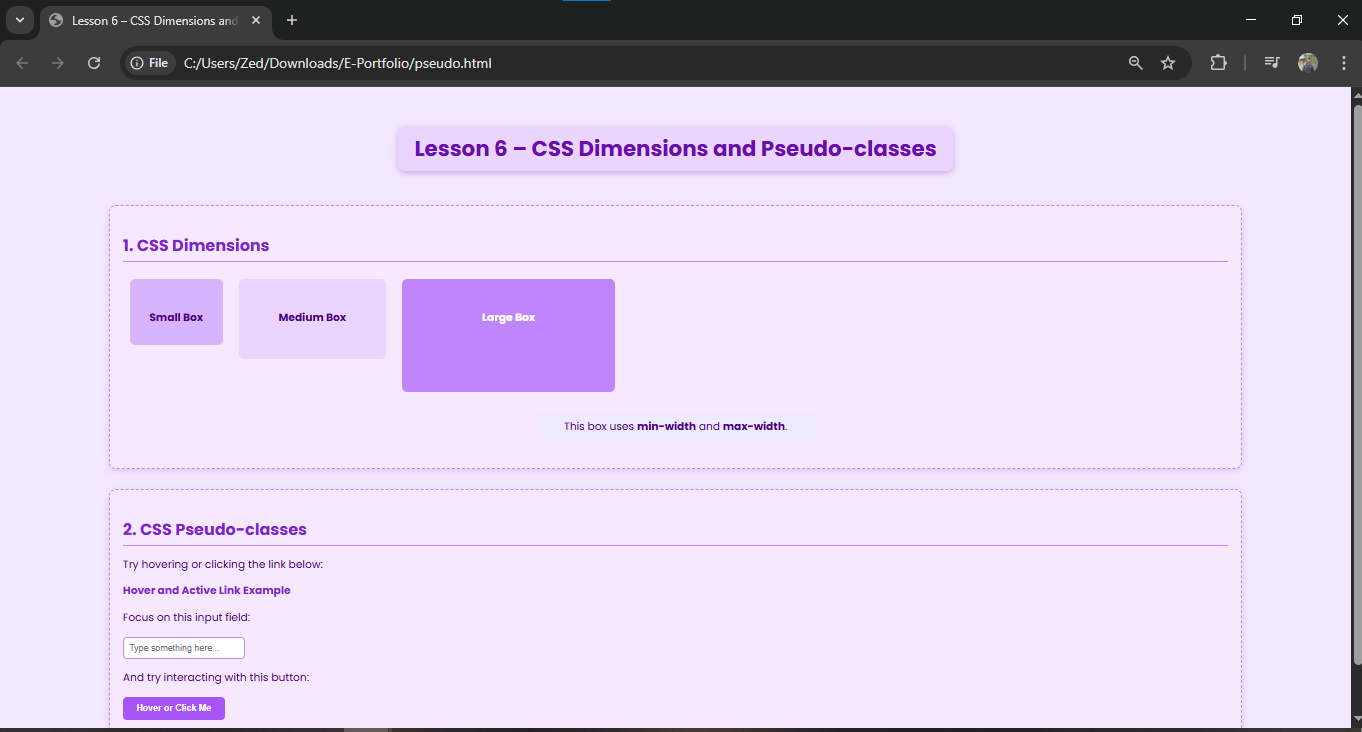 Lesson 6 – CSS Dimensions and
File
C:/Users/Zed/Downloads/E-Portfolio/pseudo.html
Lesson 6 – CSS Dimensions and Pseudo-classes
1. CSS Dimensions
Small Box
Medium Box
Large Box
This box uses min-width and max-width.
2. CSS Pseudo-classes
Try hovering or clicking the link below:
Hover and Active Link Example
Focus on this input field:
Type something here...
And try interacting with this button:
Hover or Click Me